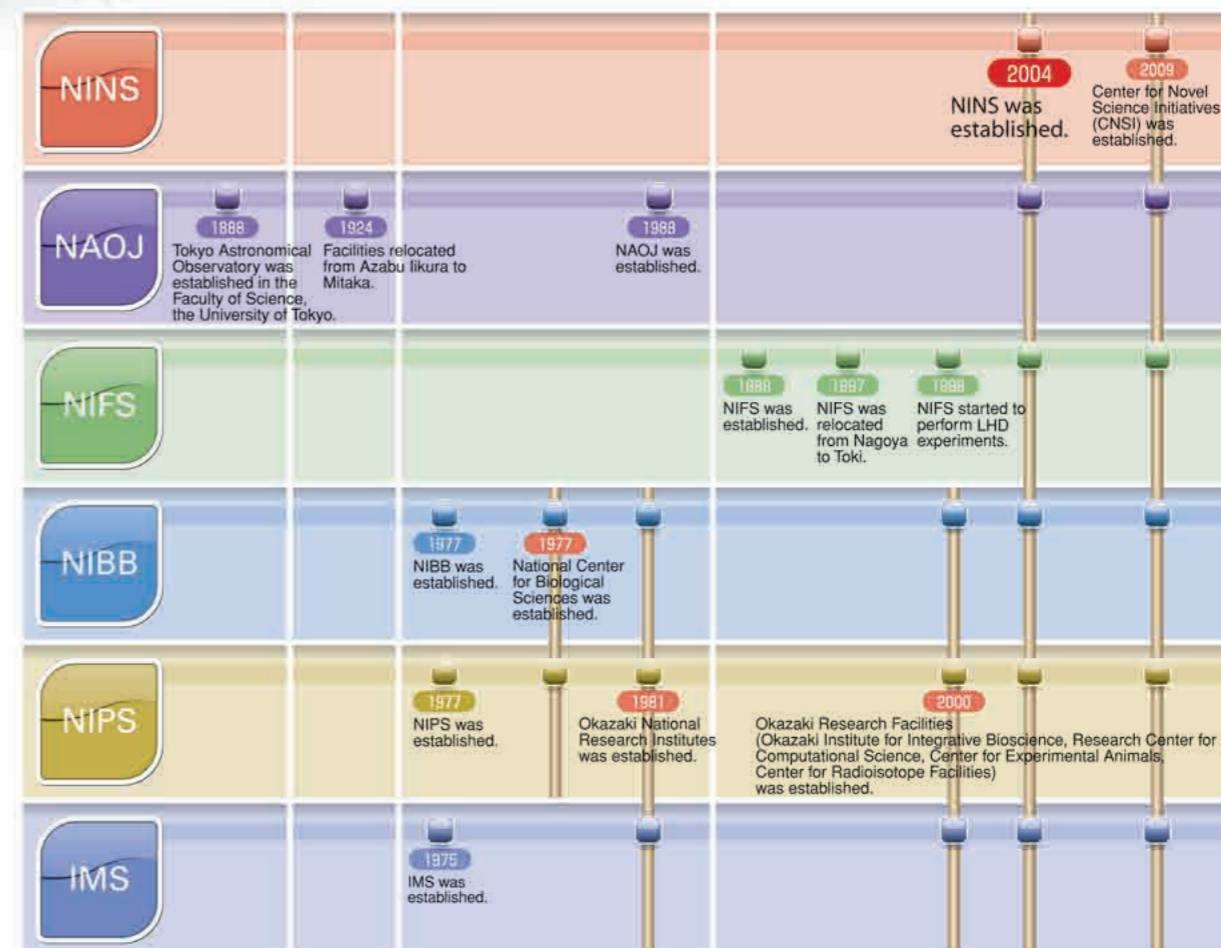 NINS
2004
NINS was
established.
2009
Center for Novel
Science Initiatives
(CNSI) was
established.
NAOJ
1888
Tokyo Astronomical
Observatory was
established in the
Faculty of Science,
the University of Tokyo.
1924
Facilities relocated
from Azabu Iikura to
Mitaka.
1988
NAOJ was
established.
NIFS
NIFS was
established.
1997
NIFS was
relocated
from Nagoya
to Toki.
1998
NIFS started to
perform LHD
experiments.
NIBB
1977
NIBB was
established.
1977
National Center
for Biological
Sciences was
established.
NIPS
1977
NIPS was
established.
1981
Okazaki National
Research Institutes
was established.
2000
Okazaki Research Facilities
(Okazaki Institute for Integrative Bioscience, Research Center for
Computational Science, Center for Experimental Animals,
Center for Radioisotope Facilities)
was established.
IMS
1975
IMS was
established.